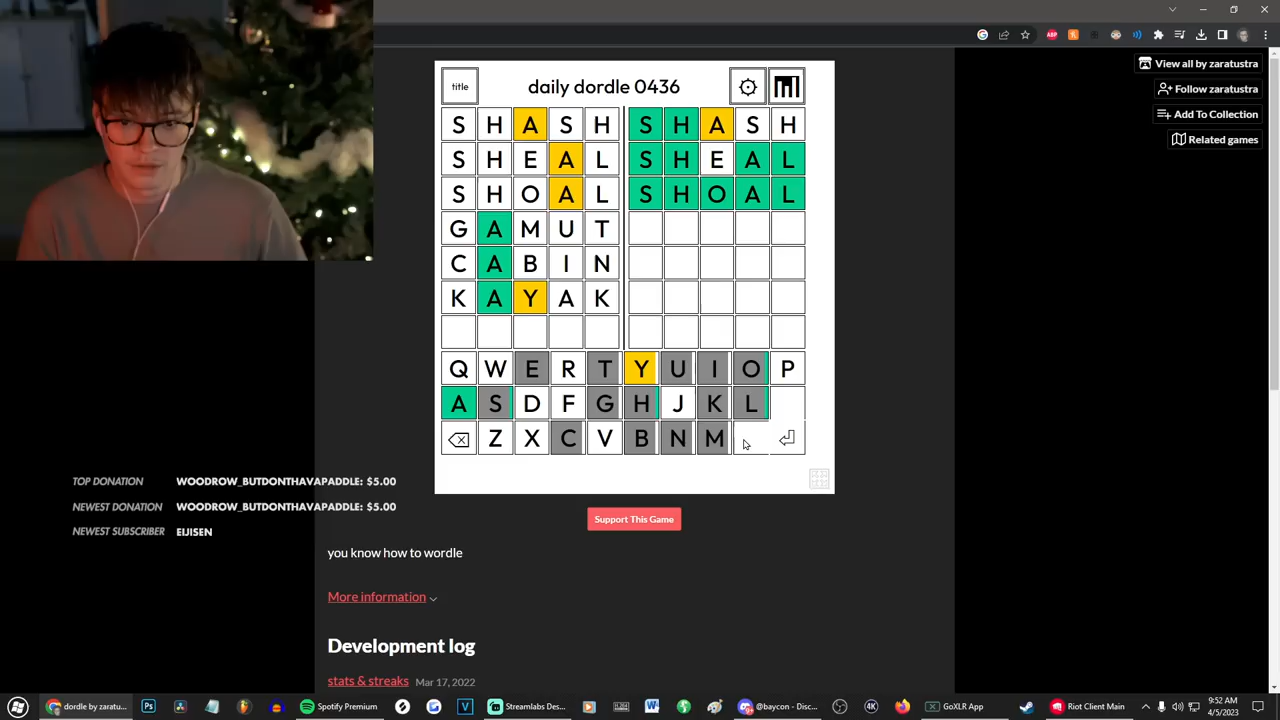 View all by zaratustra
Follow zaratustra
Add To Collection
Related games
title
daily dordle 0436
S H A S H S H A S H
S H E A L S H E A L
S H O A L S H O A L
G A M U T
C A B I N
K A Y A K
Q W E R T Y U I O P
A S D F G H J K L
Z X C V B N M
Support This Game
you know how to wordle
More information
Development log
stats & streaks Mar 17, 2022
TOP DONATION WOODROW_BUTDONTHAVAPADDLE: $5.00
NEWEST DONATION WOODROW_BUTDONTHAVAPADDLE: $5.00
NEWEST SUBSCRIBER EIJISEN
dordle by zaratu...
Spotify Premium
Streamlabs Des...
@baycon - Disc...
GoXLR App
Riot Client Main
9:52 AM
4/5/2023